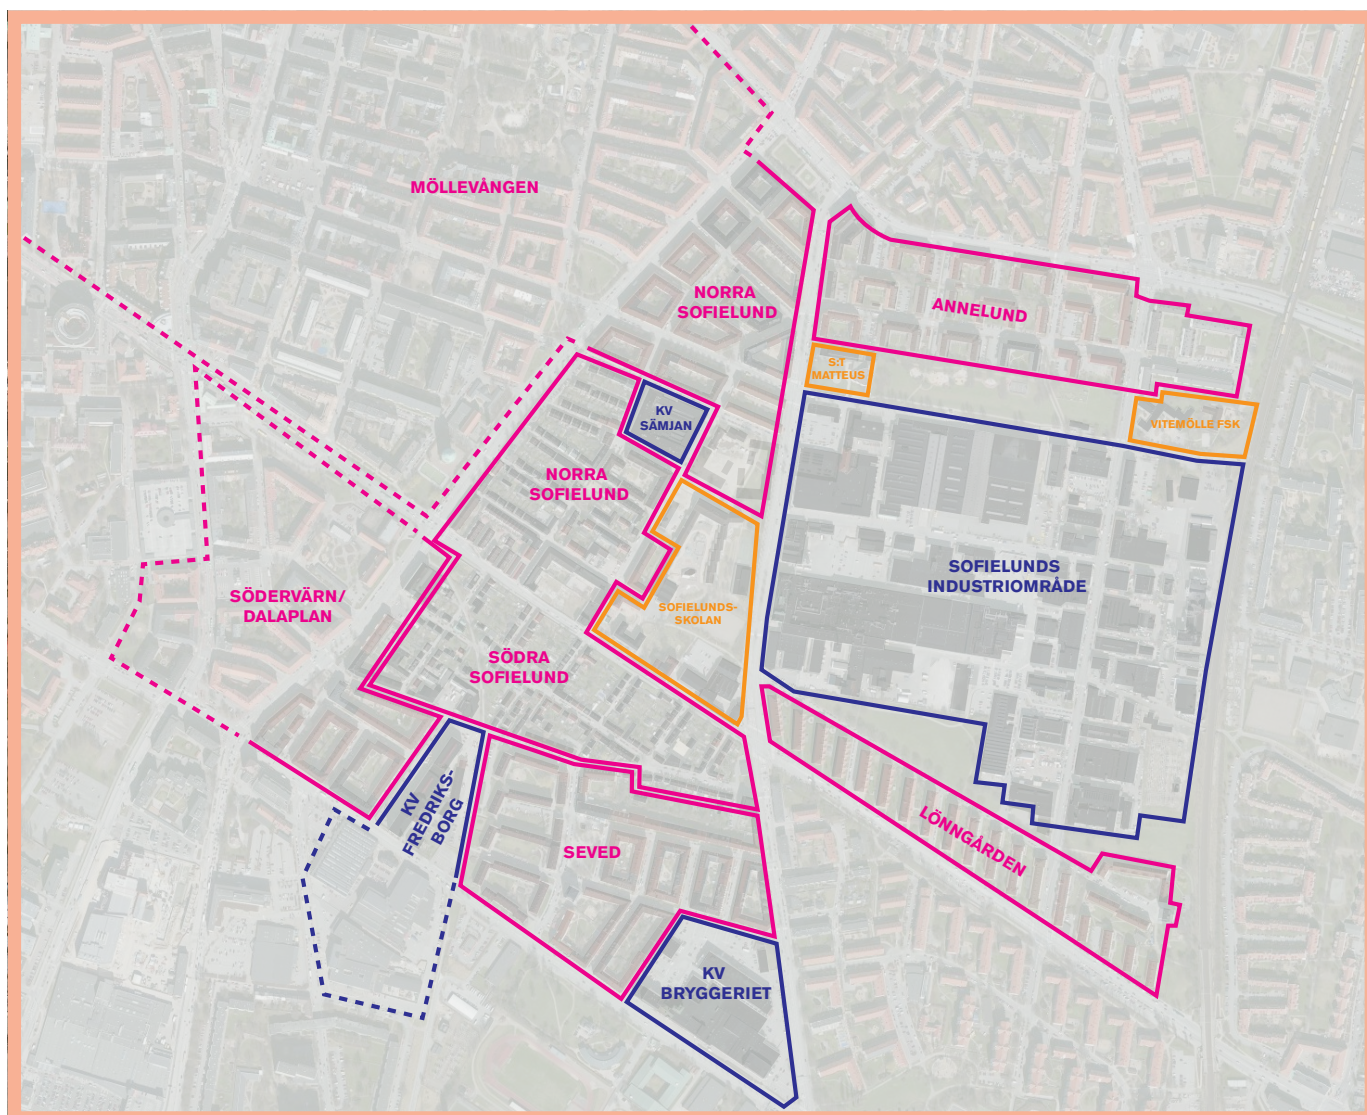 MÖLLEVÅNGEN
NORRA
SOFIELUND
ANNELUND
S:T
MATTEUS
KV
SÄMJAN
VITEMÖLLE FSK
NORRA
SOFIELUND
SOFIELUNDS
INDUSTRIOMRÅDE
SÖDERVÄRN/
DALAPLAN
SOFIELUNDS-
SKOLAN
SÖDRA
SOFIELUND
KV
FREDRIKS-
BORG
SEVED
LÖNNGÅRDEN
KV
BRYGGERIET